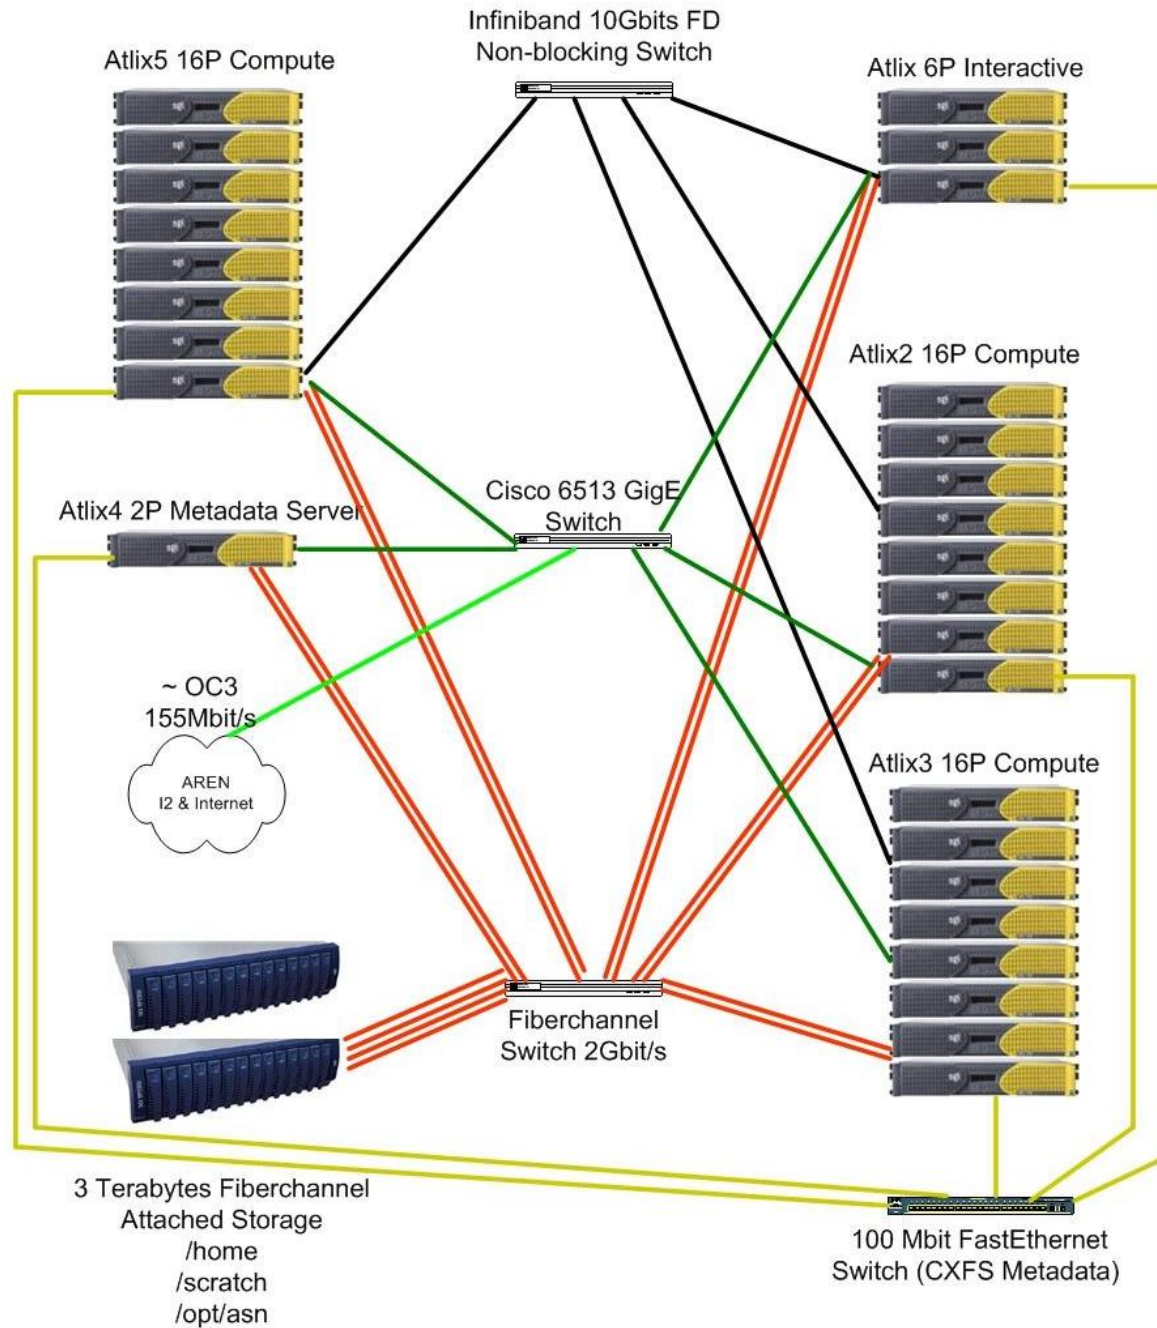 Infiniband 10Gbits FD
Non-blocking Switch
Atlix5 16P Compute
Atlix 6P Interactive
Atlix2 16P Compute
Cisco 6513 GigE
Switch
Atlix4 2P Metadata Server
~ OC3
155Mbit/s
AREN
I2 & Internet
Atlix3 16P Compute
Fiberchannel
Switch 2Gbit/s
3 Terabytes Fiberchannel
Attached Storage
/home
/scratch
/opt/asn
100 Mbit FastEthernet
Switch (CXFS Metadata)